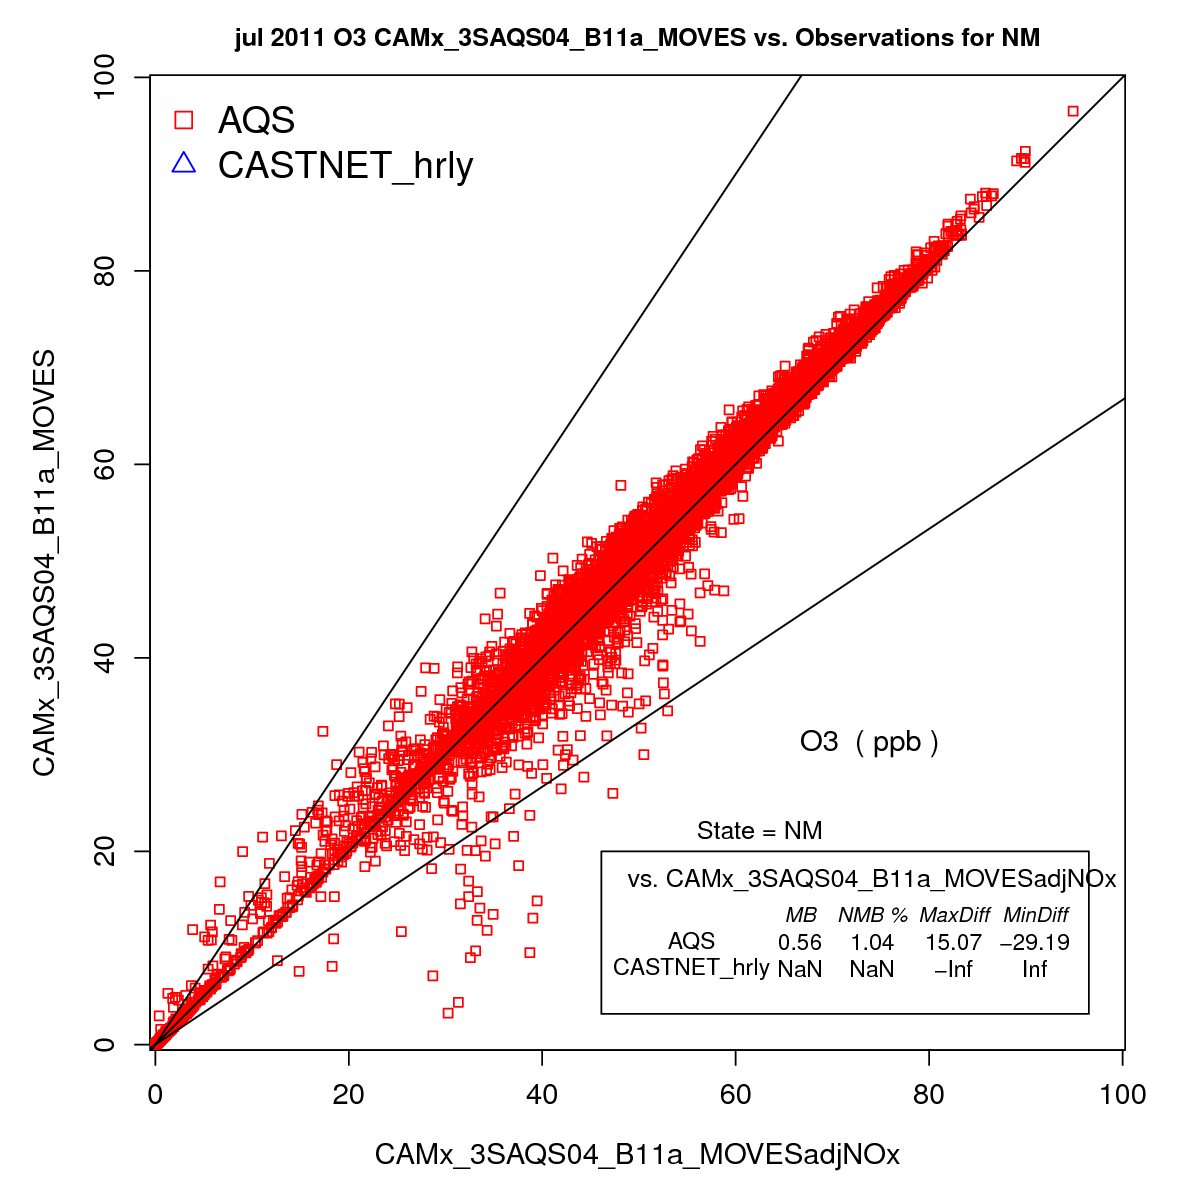 jul 2011 O3 CAMx_3SAQS04_B11a_MOVES vs. Observations for NM
AQS
CASTNET_hrly
CAMx_3SAQS04_B11a_MOVES
100
80
60
40
20
0
O3 ( ppb )
State = NM
vs. CAMx_3SAQS04_B11a_MOVESadjNOx
MB NMB % MaxDiff MinDiff
AQS 0.56 1.04 15.07 −29.19
CASTNET_hrly NaN NaN −Inf Inf
0 20 40 60 80 100
CAMx_3SAQS04_B11a_MOVESadjNOx